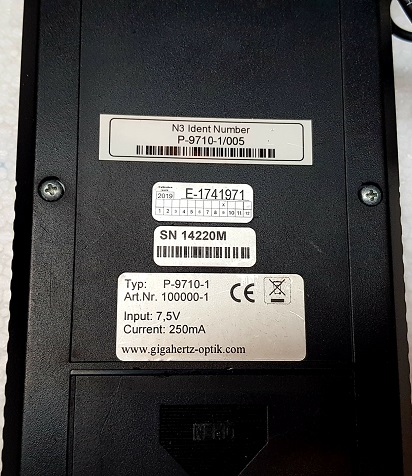 N3 Ident Number
P-9710-1/005
2019 E-1741971
1 2 3 4 5 6 7 8 9 10 11 12
SN 14220M
Typ: P-9710-1
Art.Nr. 100000-1
CE
Input: 7,5V
Current: 250mA
www.gigahertz-optik.com